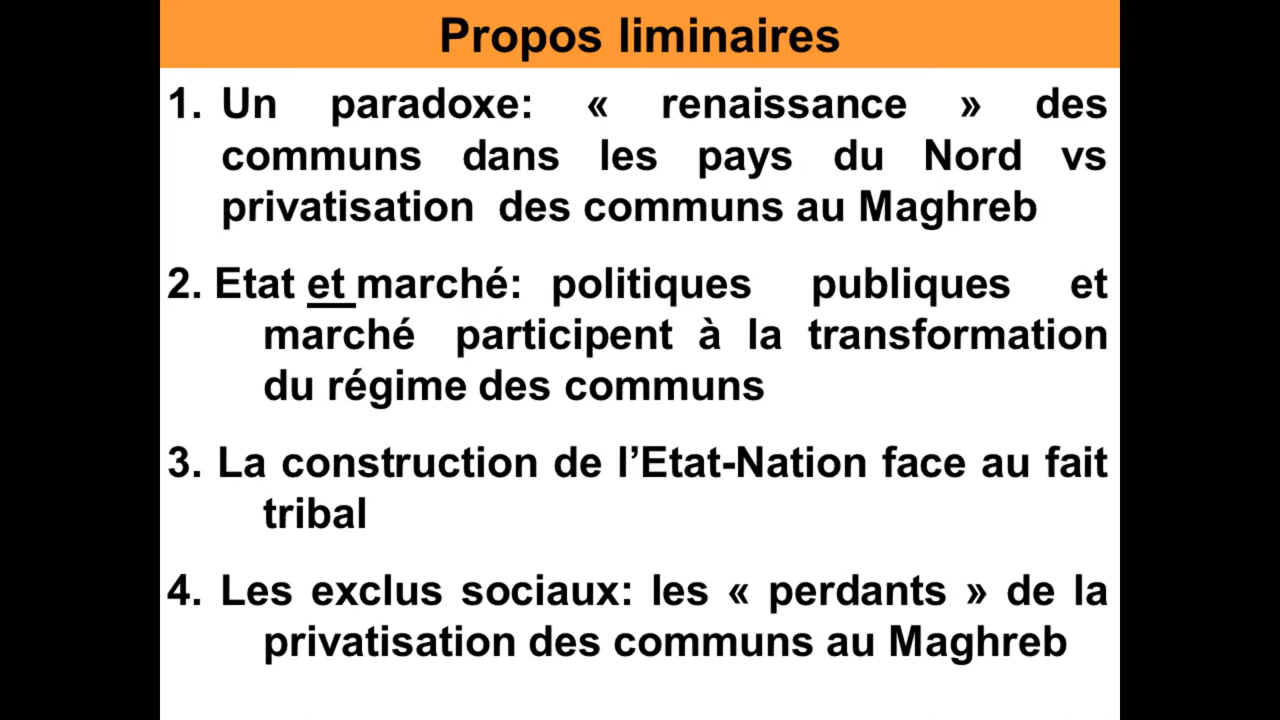 Propos liminaires
1. Un paradoxe: « renaissance » des
communs dans les pays du Nord vs
privatisation des communs au Maghreb
2. Etat et marché: politiques publiques et
marché participent à la transformation
du régime des communs
3. La construction de l’Etat-Nation face au fait
tribal
4. Les exclus sociaux: les « perdants » de la
privatisation des communs au Maghreb